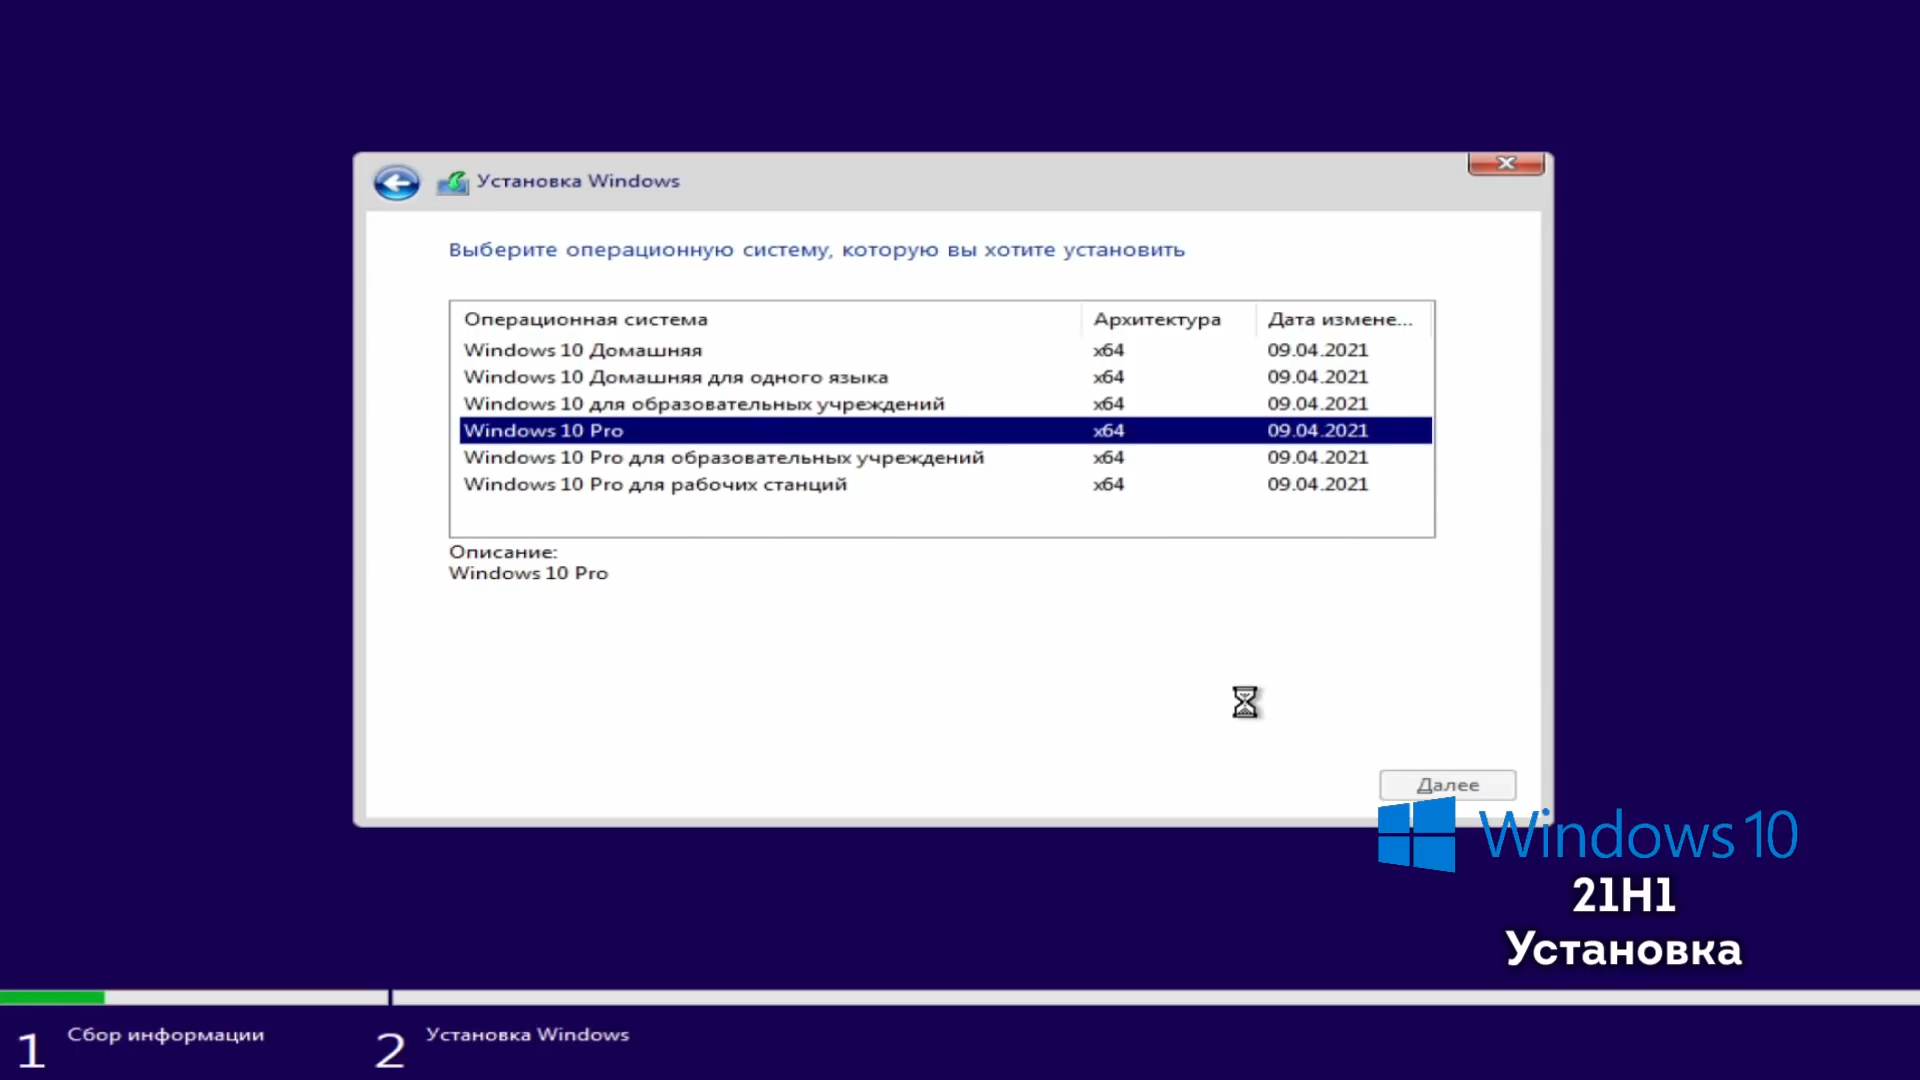 Установка Windows
Выберите операционную систему, которую вы хотите установить
Операционная система Архитектура Дата измене...
Windows 10 Домашняя x64 09.04.2021
Windows 10 Домашняя для одного языка x64 09.04.2021
Windows 10 для образовательных учреждений x64 09.04.2021
Windows 10 Pro x64 09.04.2021
Windows 10 Pro для образовательных учреждений x64 09.04.2021
Windows 10 Pro для рабочих станций x64 09.04.2021
Описание:
Windows 10 Pro
Далее
Windows 10
21H1
Установка
1 Сбор информации 2 Установка Windows